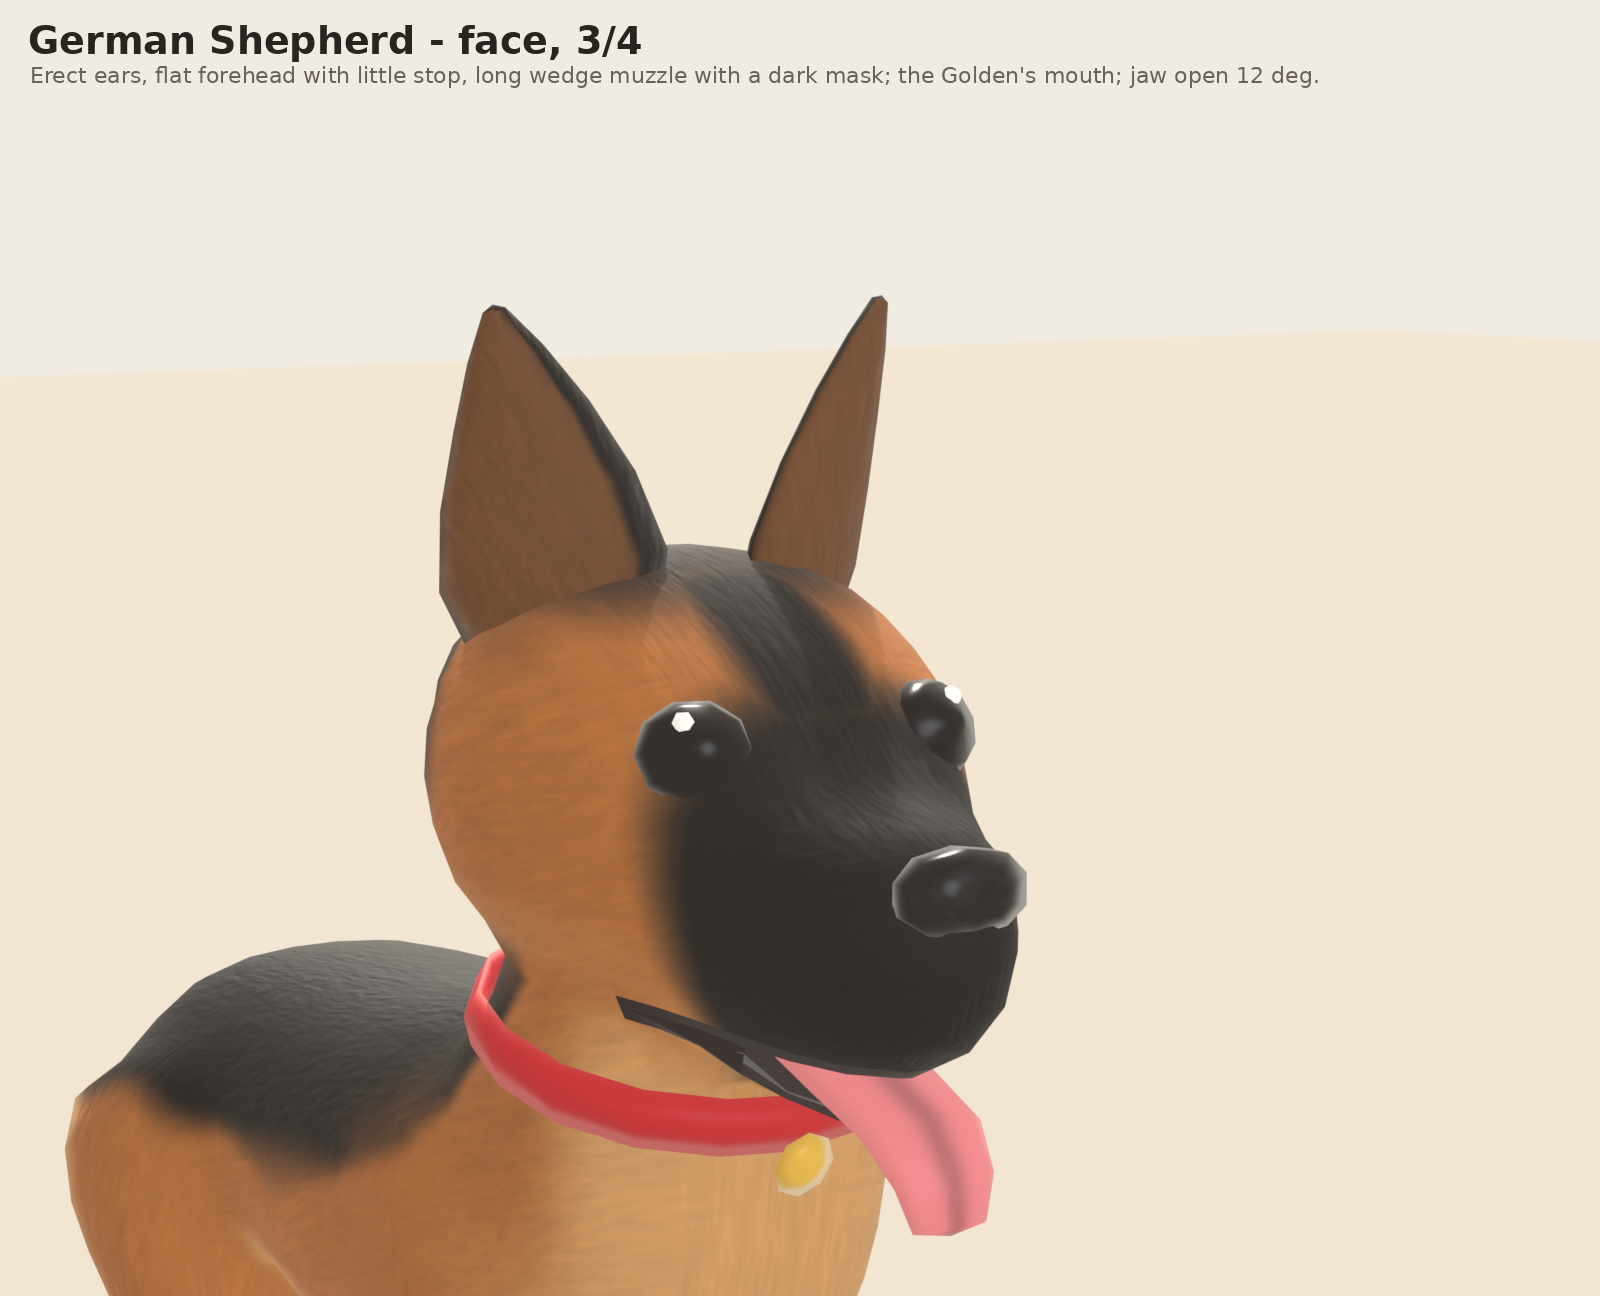 German Shepherd - face, 3/4
Erect ears, flat forehead with little stop, long wedge muzzle with a dark mask; the Golden's mouth; jaw open 12 deg.